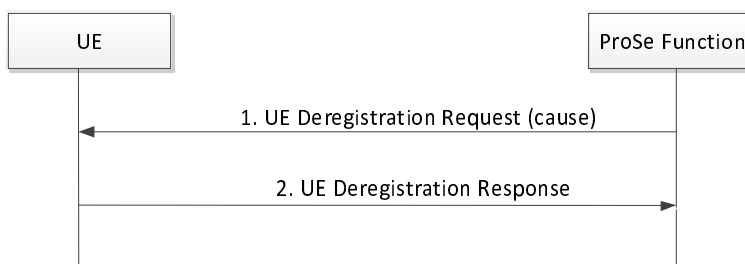 UE
ProSe Function
1. UE Deregistration Request (cause)
2. UE Deregistration Response